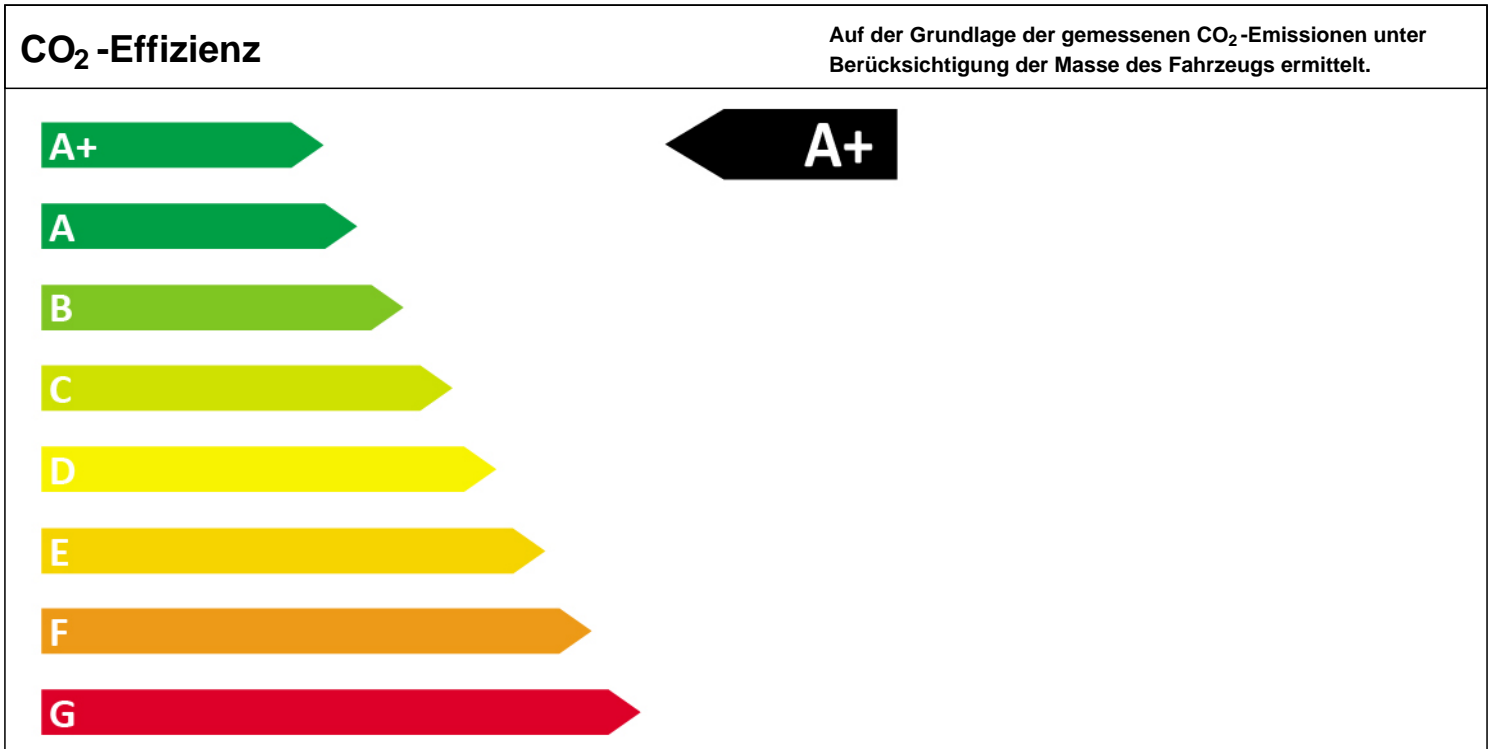 CO₂-Effizienz
Auf der Grundlage der gemessenen CO₂-Emissionen unter
Berücksichtigung der Masse des Fahrzeugs ermittelt.
A+
A+
A
B
C
D
E
F
G